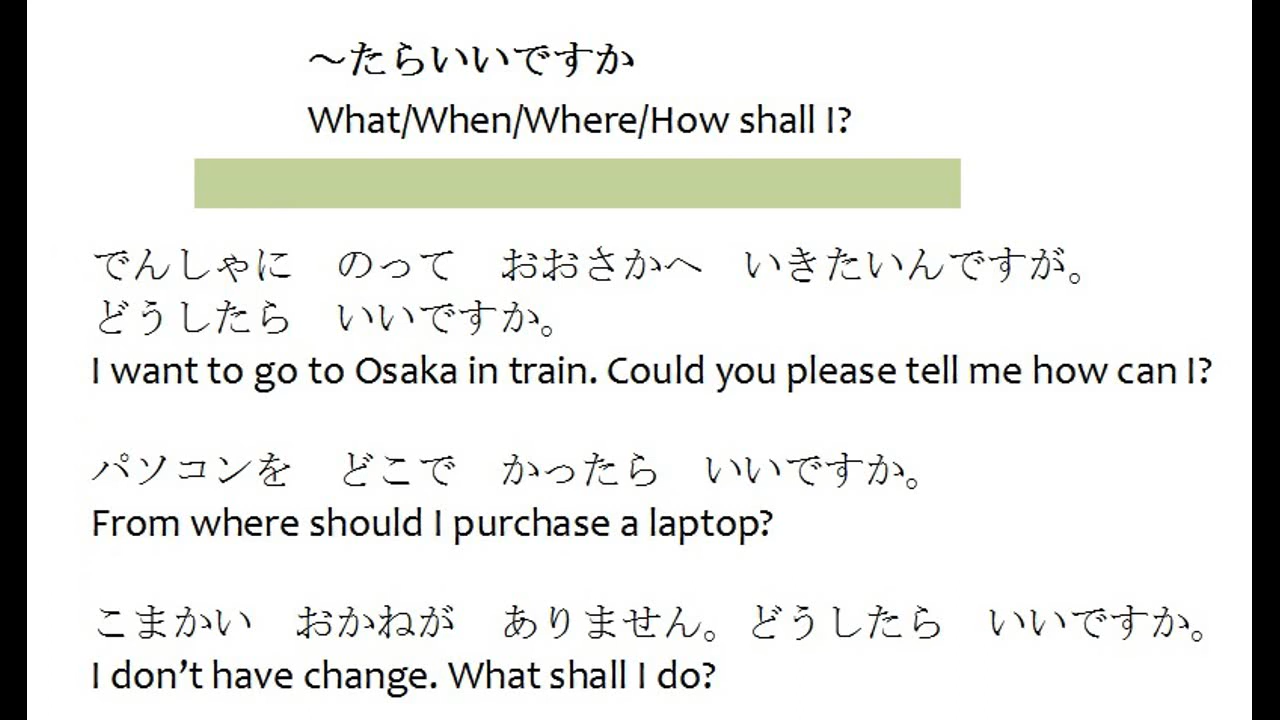 ～たらいいですか
What/When/Where/How shall I?
でんしゃに　のって　おおさかへ　いきたいんですが。
どうしたら　いいですか。
I want to go to Osaka in train. Could you please tell me how can I?
パソコンを　どこで　かったら　いいですか。
From where should I purchase a laptop?
こまかい　おかねが　ありません。どうしたら　いいですか。
I don’t have change. What shall I do?